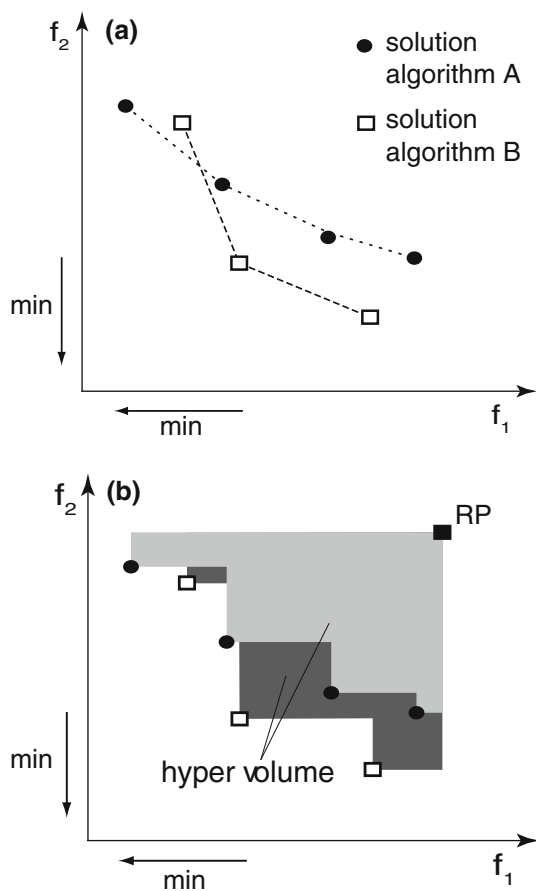 f2
(a)
solution
algorithm A
solution
algorithm B
min
min
f1
f2
(b)
RP
hyper volume
min
min
f1